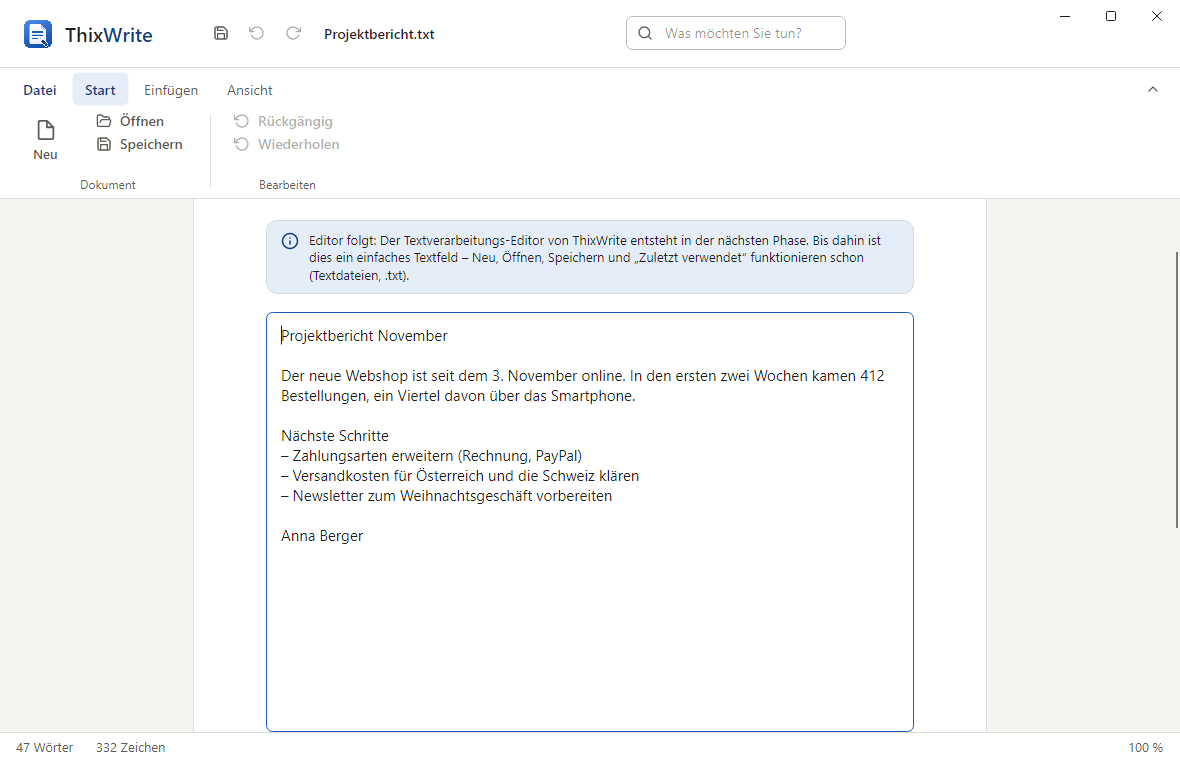 ThixWrite
Projektbericht.txt
Was möchten Sie tun?
Datei Start Einfügen Ansicht
Neu
Öffnen
Speichern
Dokument
Rückgängig
Wiederholen
Bearbeiten
Editor folgt: Der Textverarbeitungs-Editor von ThixWrite entsteht in der nächsten Phase. Bis dahin ist
dies ein einfaches Textfeld – Neu, Öffnen, Speichern und „Zuletzt verwendet“ funktionieren schon
(Textdateien, .txt).
Projektbericht November
Der neue Webshop ist seit dem 3. November online. In den ersten zwei Wochen kamen 412
Bestellungen, ein Viertel davon über das Smartphone.
Nächste Schritte
– Zahlungsarten erweitern (Rechnung, PayPal)
– Versandkosten für Österreich und die Schweiz klären
– Newsletter zum Weihnachtsgeschäft vorbereiten
Anna Berger
47 Wörter 332 Zeichen
100 %